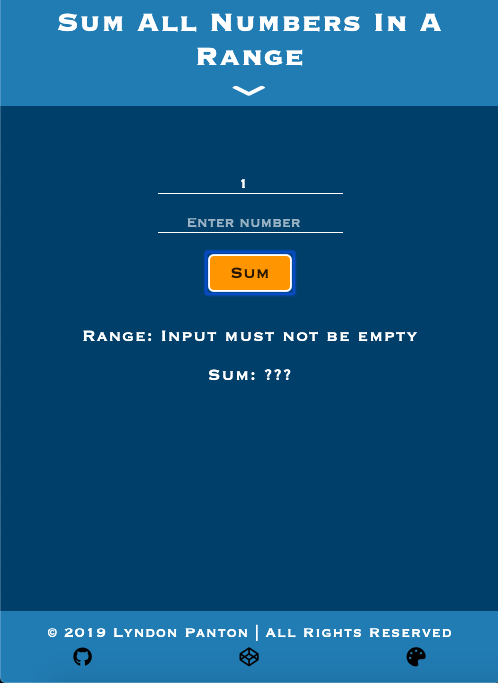 Sum All Numbers In A
Range
1
Enter number
Sum
Range: Input must not be empty
Sum: ???
© 2019 Lyndon Panton | All Rights Reserved